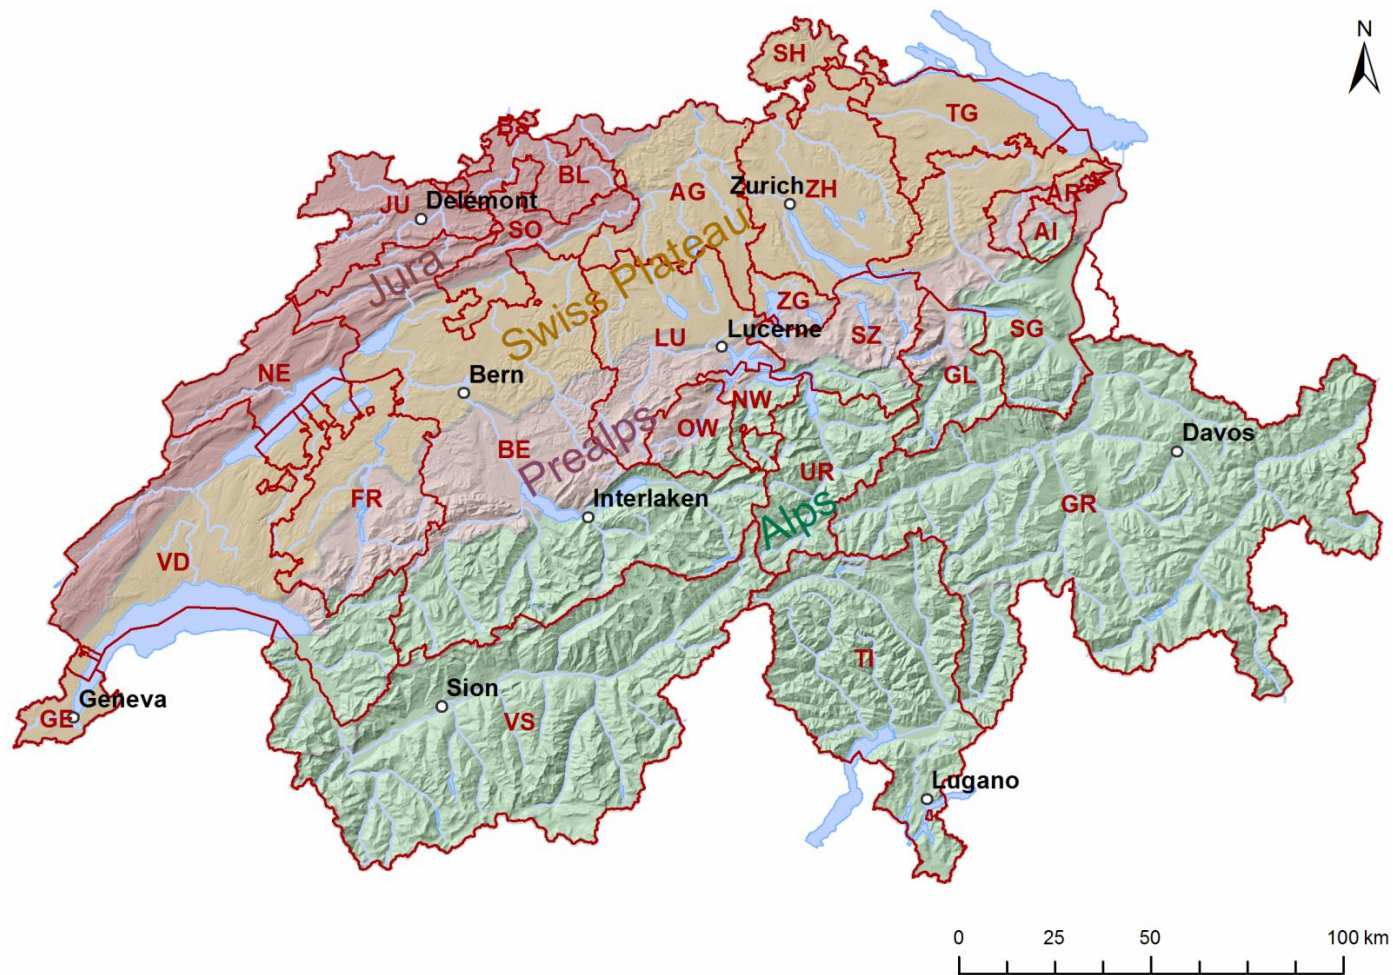 N
SH
TG
BS
BL
AG
Zurich
ZH
AR
JU
Delémont
SO
AI
Jura
Swiss Plateau
ZG
LU
Lucerne
SZ
SG
NE
Bern
GL
NW
OW
Davos
BE
Prealps
UR
FR
Interlaken
GR
Alps
VD
TI
Sion
VS
GE
Geneva
Lugano
0 25 50 100 km